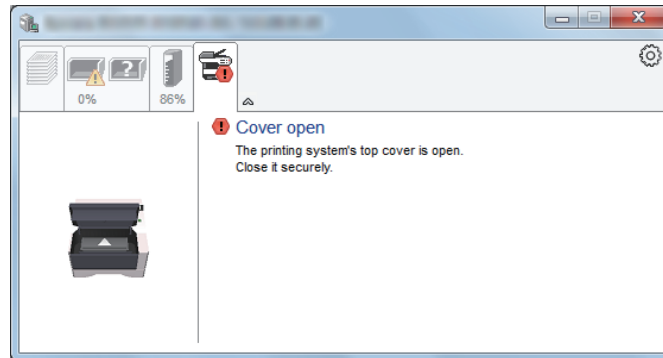 0%
86%
Cover open
The printing system's top cover is open.
Close it securely.